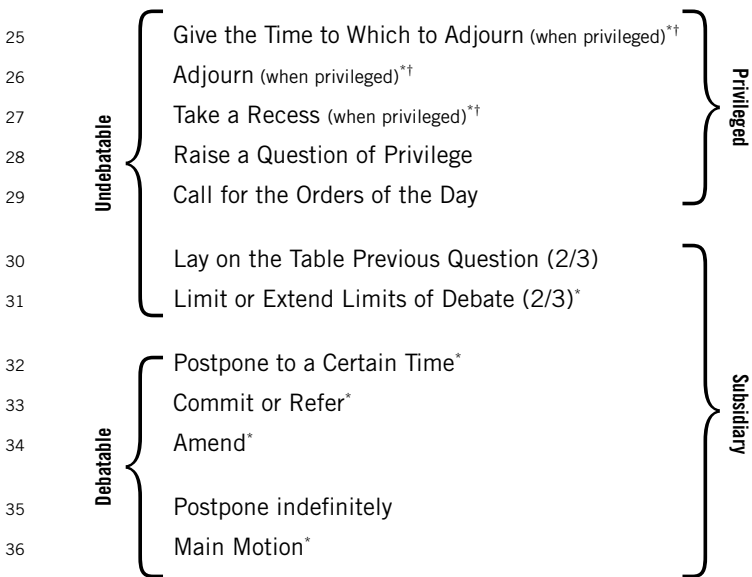 25 Give the Time to Which to Adjourn (when privileged)*†
26 Adjourn (when privileged)*†
27 Take a Recess (when privileged)*†
28 Raise a Question of Privilege
29 Call for the Orders of the Day
Undebatable
Privileged
30 Lay on the Table Previous Question (2/3)
31 Limit or Extend Limits of Debate (2/3)*
32 Postpone to a Certain Time*
33 Commit or Refer*
34 Amend*
35 Postpone indefinitely
36 Main Motion*
Debatable
Subsidiary